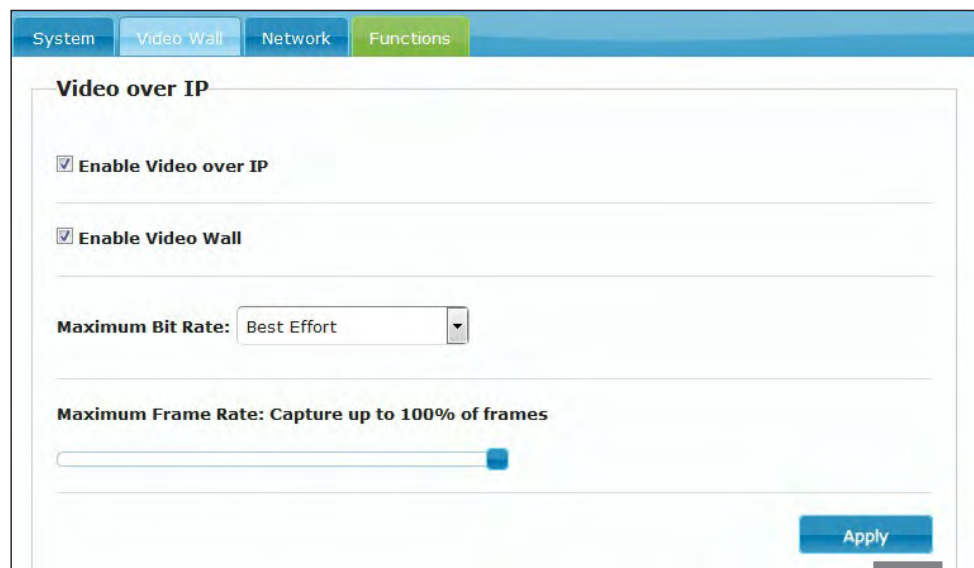 System Video Wall Network Functions
Video over IP
Enable Video over IP
Enable Video Wall
Maximum Bit Rate: Best Effort
Maximum Frame Rate: Capture up to 100% of frames
Apply